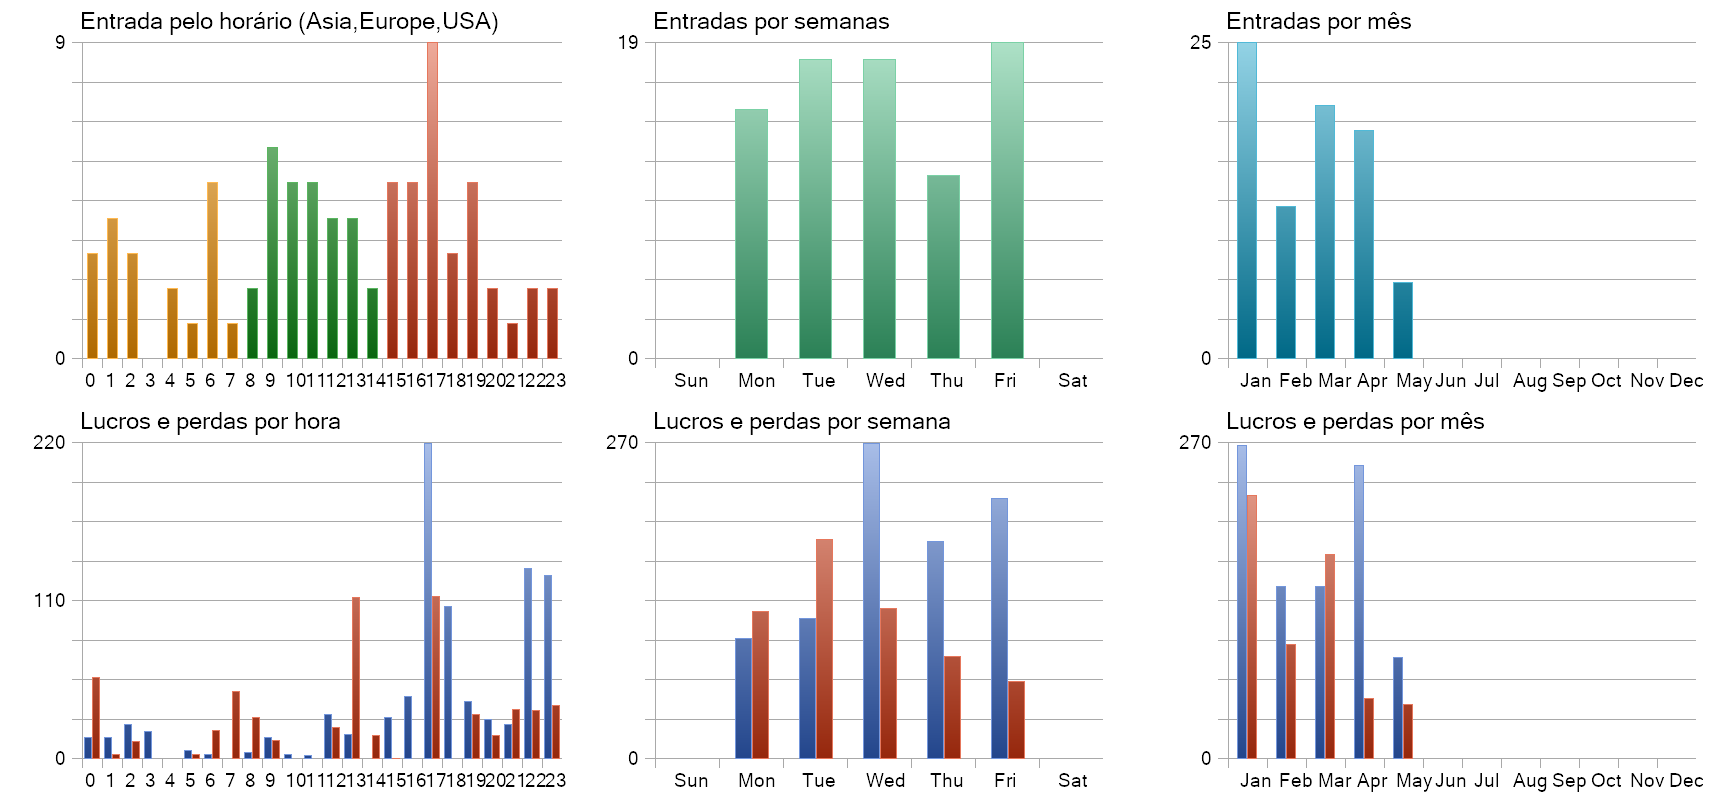 Entrada pelo horário (Asia,Europe,USA)
9
0
0 1 2 3 4 5 6 7 8 9 10 11 12 13 14 15 16 17 18 19 20 21 22 23
Entradas por semanas
19
0
Sun Mon Tue Wed Thu Fri Sat
Entradas por mês
25
0
Jan Feb Mar Apr May Jun Jul Aug Sep Oct Nov Dec
Lucros e perdas por hora
220
110
0
0 1 2 3 4 5 6 7 8 9 10 11 12 13 14 15 16 17 18 19 20 21 22 23
Lucros e perdas por semana
270
0
Sun Mon Tue Wed Thu Fri Sat
Lucros e perdas por mês
270
0
Jan Feb Mar Apr May Jun Jul Aug Sep Oct Nov Dec